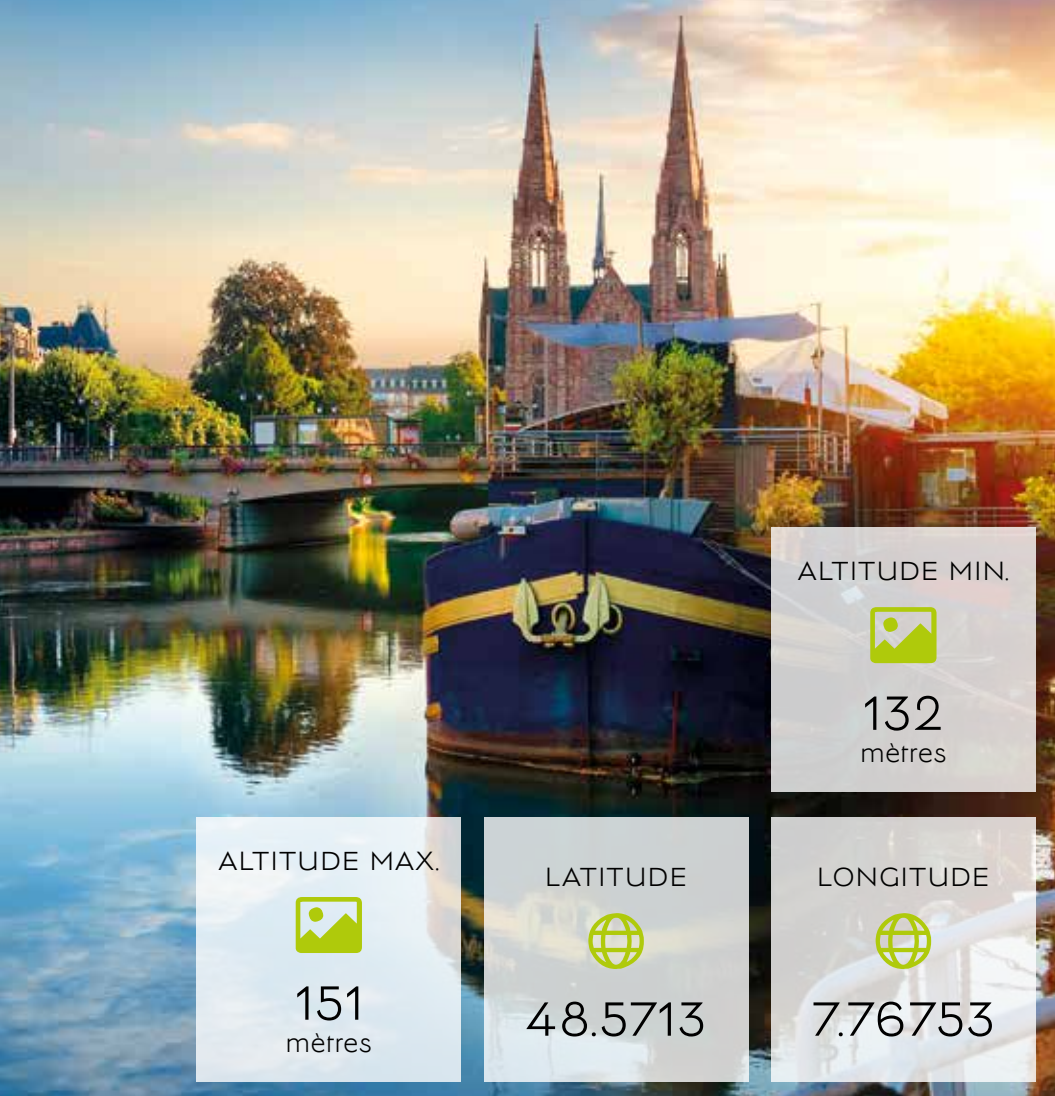 ALTITUDE MIN.
132
mètres
ALTITUDE MAX.
151
mètres
LATITUDE
48.5713
LONGITUDE
7.76753